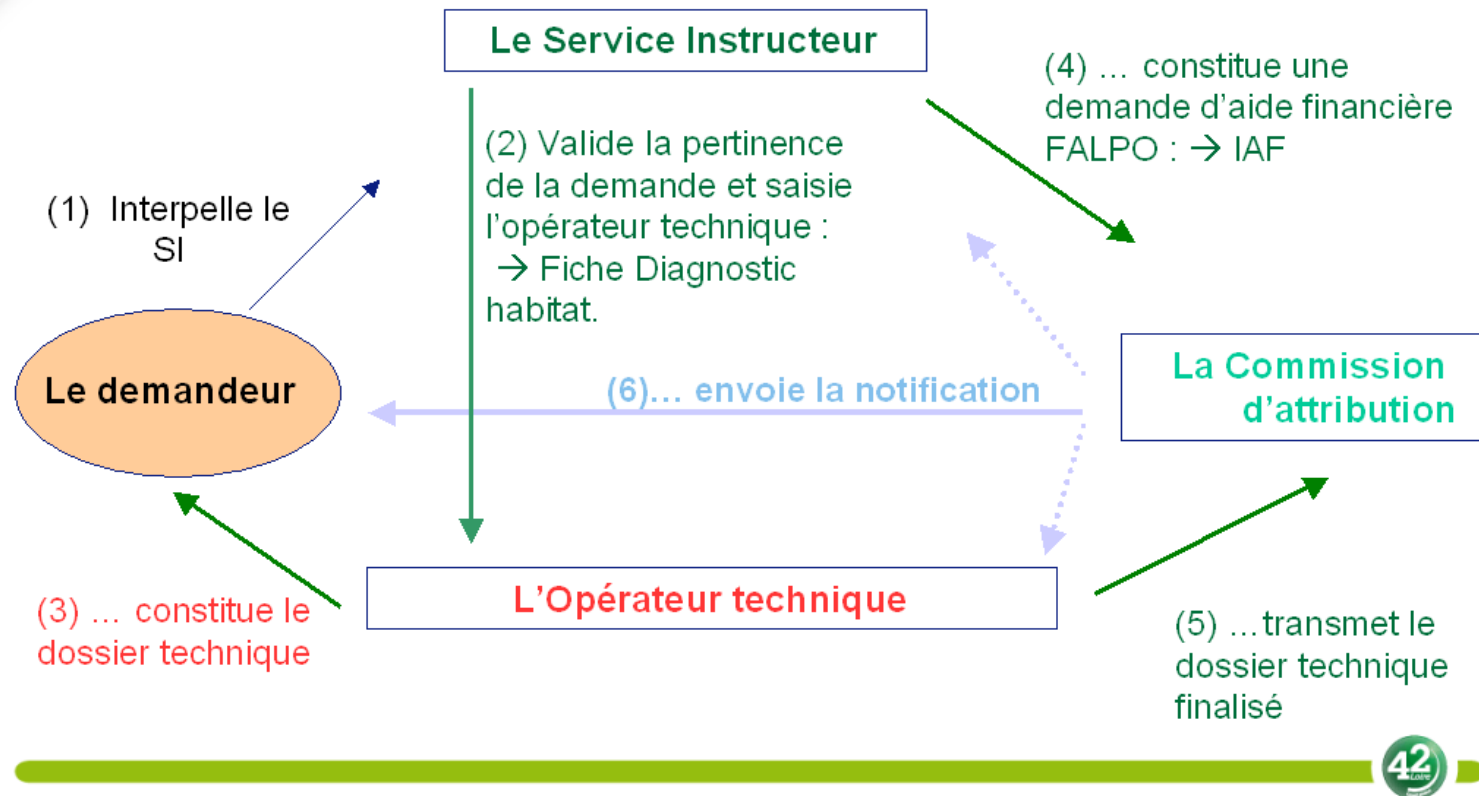 Le Service Instructeur
(4) ... constitue une
demande d'aide financière
FALPO : → IAF
(2) Valide la pertinence
de la demande et saisie
l'opérateur technique :
→ Fiche Diagnostic
habitat.
(1) Interpelle le
SI
Le demandeur
(6)... envoie la notification
La Commission
d'attribution
L'Opérateur technique
(3) ... constitue le
dossier technique
(5) ...transmet le
dossier technique
finalisé
42
LOIRE